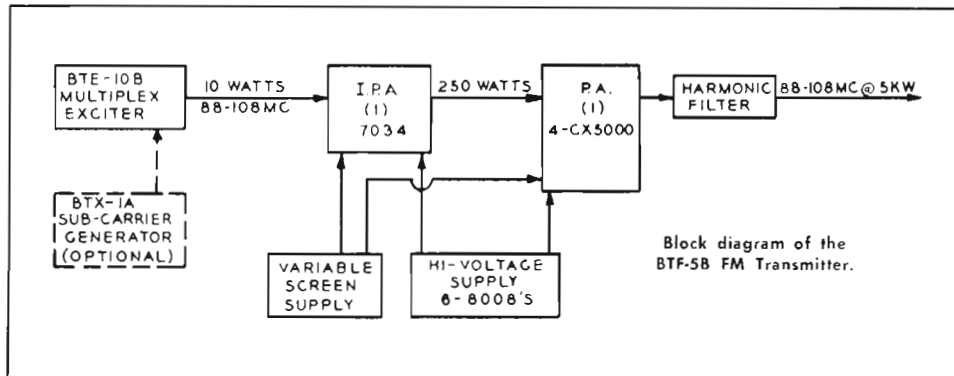 BTE-10B
MULTIPLEX
EXCITER
10 WATTS
88-108MC
I.P.A
(1)
7034
250 WATTS
P.A.
(1)
4-CX5000
HARMONIC
FILTER
88-108MC@5KW
BTX-1A
SUB-CARRIER
GENERATOR
(OPTIONAL)
VARIABLE
SCREEN
SUPPLY
HI-VOLTAGE
SUPPLY
6-8008'S
Block diagram of the
BTF-5B FM Transmitter.